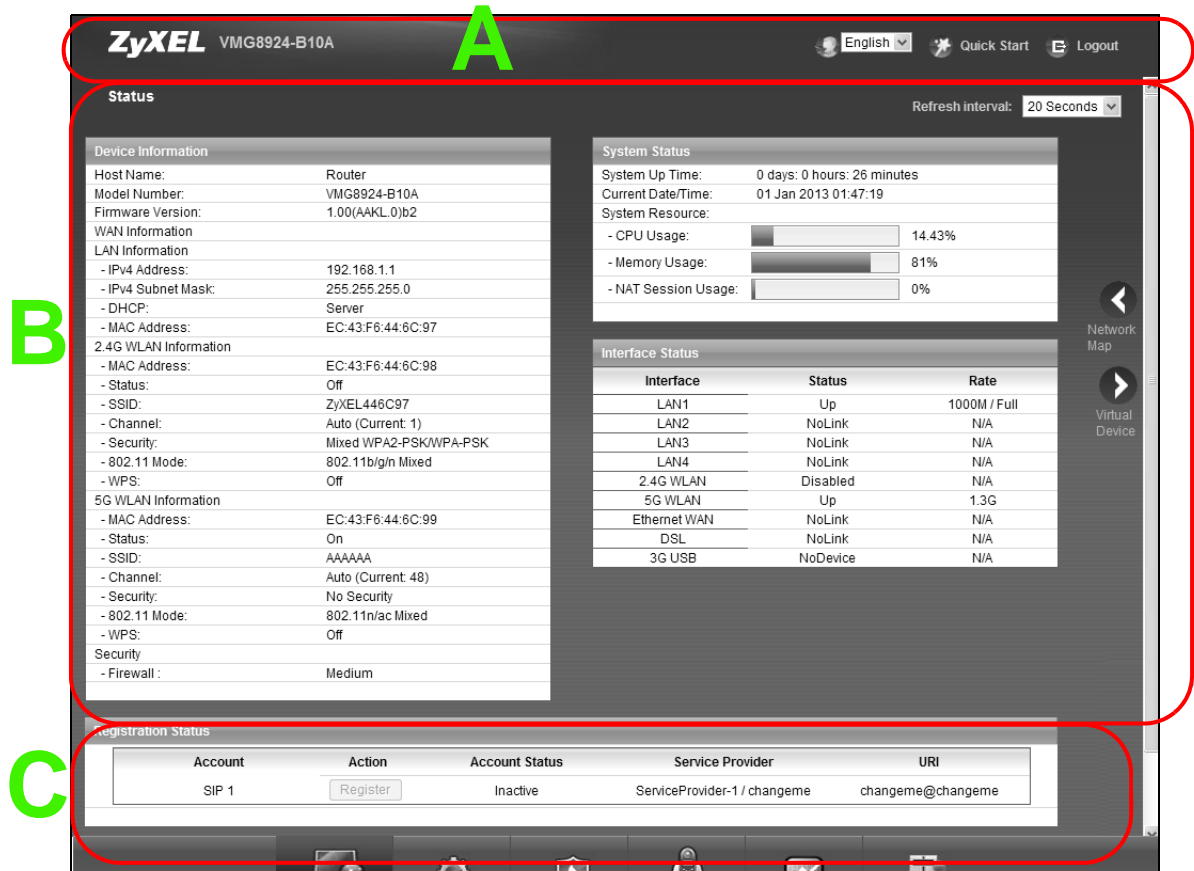 A
ZyXEL VMG8924-B10A
English
Quick Start
Logout
B
Status
Refresh interval: 20 Seconds
Device Information
Host Name: Router
Model Number: VMG8924-B10A
Firmware Version: 1.00(AAKL.0)b2
WAN Information
LAN Information
- IPv4 Address: 192.168.1.1
- IPv4 Subnet Mask: 255.255.255.0
- DHCP: Server
- MAC Address: EC:43:F6:44:6C:97
2.4G WLAN Information
- MAC Address: EC:43:F6:44:6C:98
- Status: Off
- SSID: ZyXEL446C97
- Channel: Auto (Current: 1)
- Security: Mixed WPA2-PSK/WPA-PSK
- 802.11 Mode: 802.11b/g/n Mixed
- WPS: Off
5G WLAN Information
- MAC Address: EC:43:F6:44:6C:99
- Status: On
- SSID: AAAAAA
- Channel: Auto (Current: 48)
- Security: No Security
- 802.11 Mode: 802.11n/ac Mixed
- WPS: Off
Security
- Firewall : Medium
System Status
System Up Time: 0 days: 0 hours: 26 minutes
Current Date/Time: 01 Jan 2013 01:47:19
System Resource:
- CPU Usage: 14.43%
- Memory Usage: 81%
- NAT Session Usage: 0%
Interface Status
Interface Status Rate
LAN1 Up 1000M / Full
LAN2 NoLink N/A
LAN3 NoLink N/A
LAN4 NoLink N/A
2.4G WLAN Disabled N/A
5G WLAN Up 1.3G
Ethernet WAN NoLink N/A
DSL NoLink N/A
3G USB NoDevice N/A
Network
Map
Virtual
Device
C
Registration Status
Account Action Account Status Service Provider URI
SIP 1 Register Inactive ServiceProvider-1 / changeme changeme@changeme